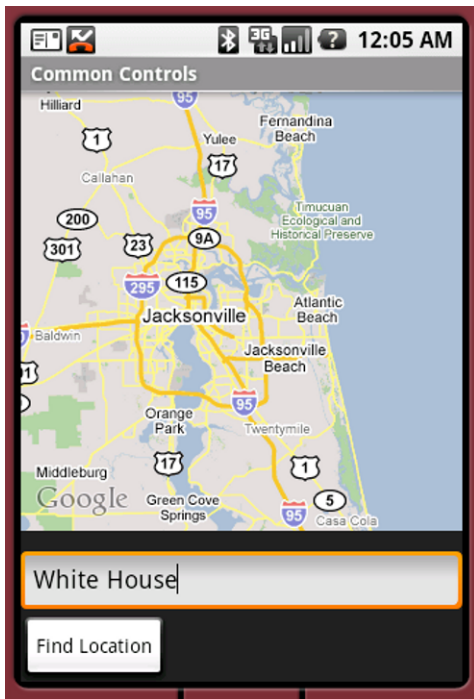 3G
?
12:05 AM
Common Controls
Hilliard
95
Fernandina
Beach
1
Yulee
17
Callahan
Timucuan
Ecological and
Historical Preserve
200
95
301
23
9A
295
115
Atlantic
Beach
Jacksonville
Baldwin
Jacksonville
Beach
95
Orange
Park
Twentymile
Middleburg
17
1
Google
Green Cove
Springs
5
95
Casa Cola
White House
Find Location